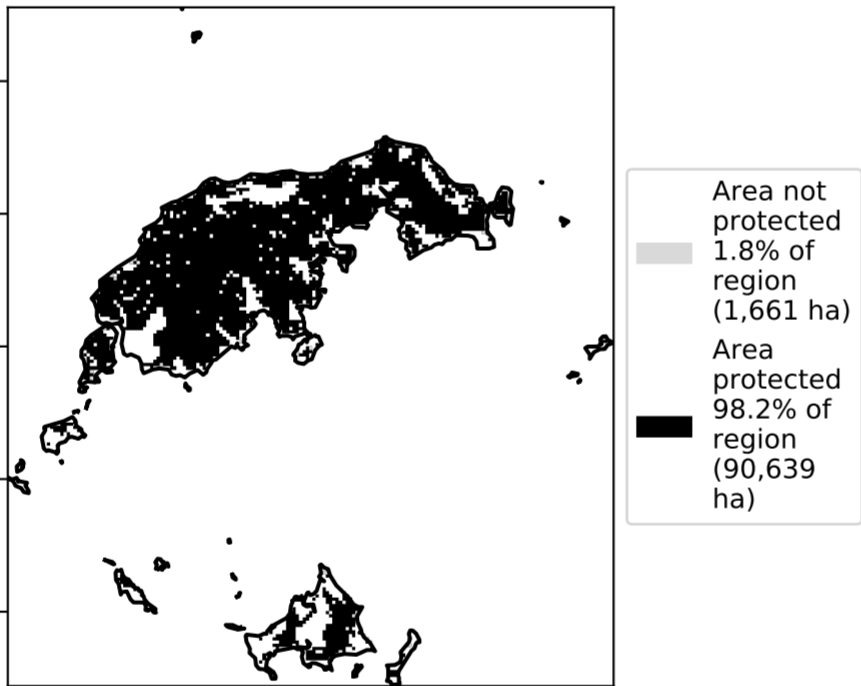 Area not
protected
1.8% of
region
(1,661 ha)
Area
protected
98.2% of
region
(90,639
ha)